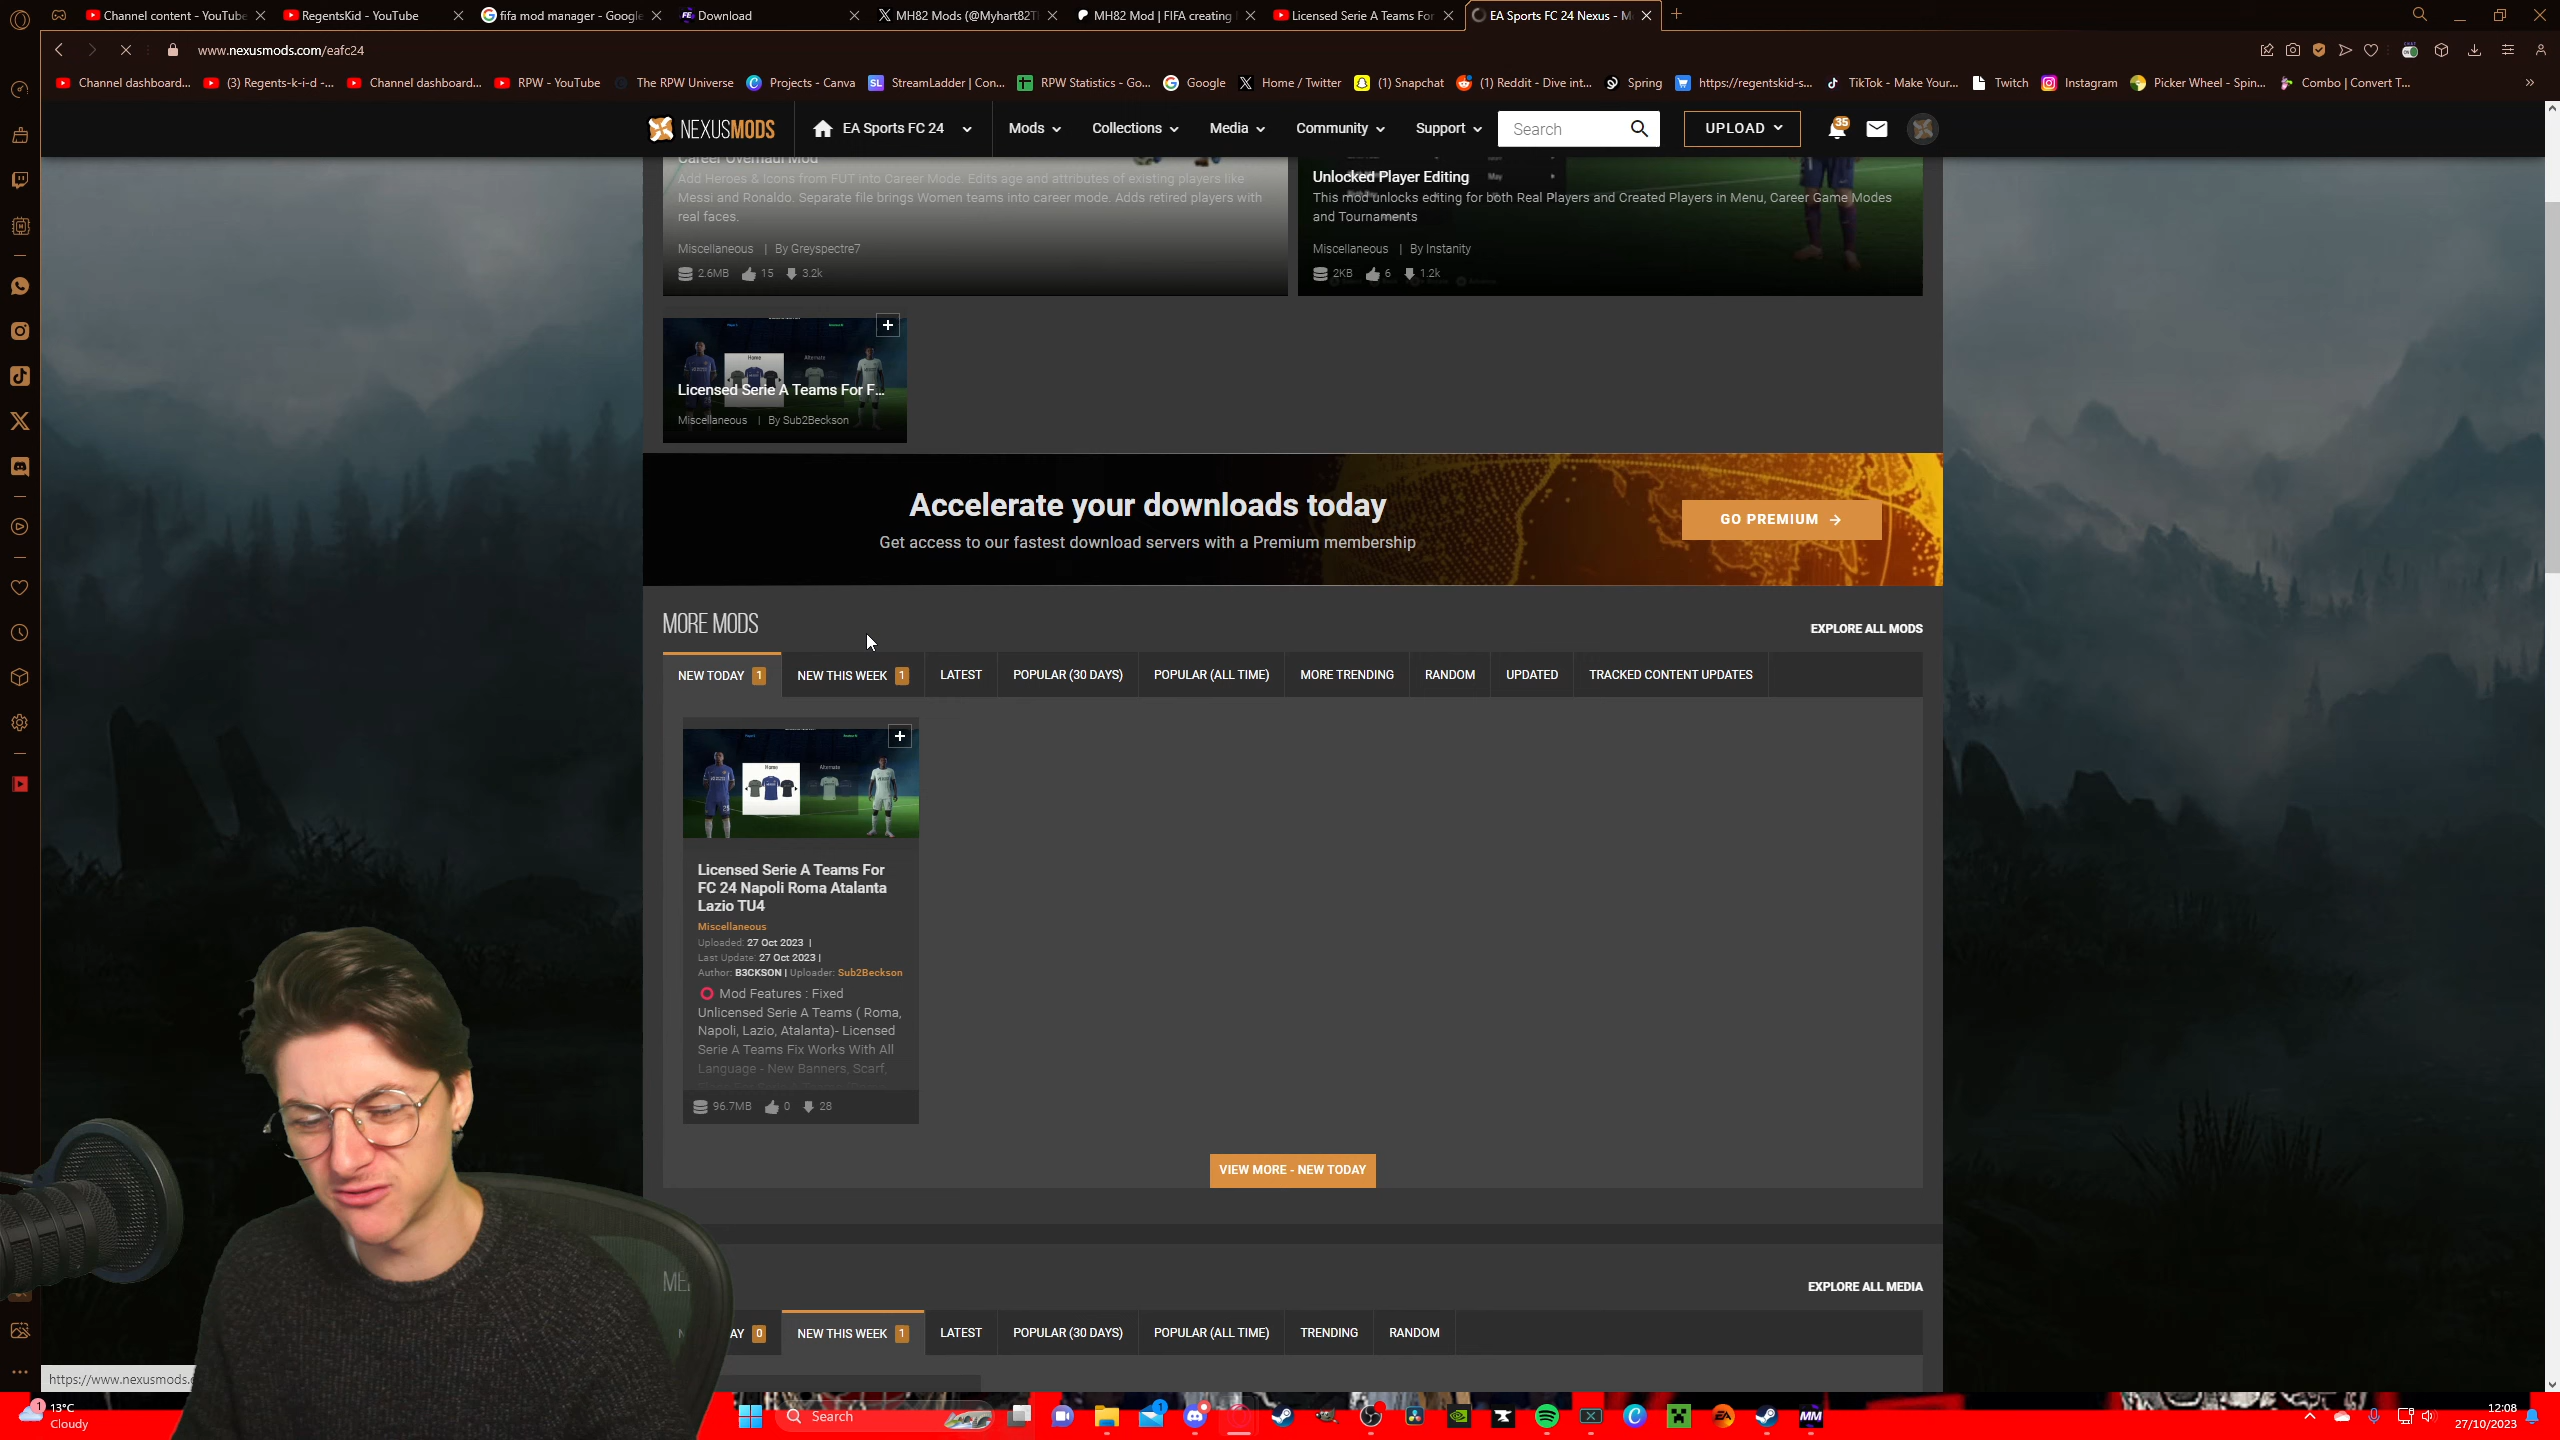 Channel content - YouTube
RegentsKid - YouTube
fifa mod manager - Google
Download
MH82 Mods (@Myhart82T
MH82 Mod | FIFA creating
Licensed Serie A Teams For
EA Sports FC 24 Nexus - M
www.nexusmods.com/eafc24
Channel dashboard...
(3) Regents-k-i-d -...
Channel dashboard...
RPW - YouTube
The RPW Universe
Projects - Canva
StreamLadder | Con...
RPW Statistics - Go...
Google
Home / Twitter
(1) Snapchat
(1) Reddit - Dive int...
Spring
https://regentskid-s...
TikTok - Make Your...
Twitch
Instagram
Picker Wheel - Spin...
Combo | Convert T...
NEXUSMODS
EA Sports FC 24
Mods
Collections
Media
Community
Support
Search
UPLOAD
35
Career Overhaul Mod
Add Heroes & Icons from FUT into Career Mode. Edits age and attributes of existing players like
Messi and Ronaldo. Separate file brings Women teams into career mode. Adds retired players with
real faces.
Miscellaneous | By Greyspectre7
2.6MB 15 3.2k
Unlocked Player Editing
This mod unlocks editing for both Real Players and Created Players in Menu, Career Game Modes
and Tournaments
Miscellaneous | By Instanity
2KB 6 1.2k
Home
Alternate
Licensed Serie A Teams For F...
Miscellaneous | By Sub2Beckson
Accelerate your downloads today
Get access to our fastest download servers with a Premium membership
GO PREMIUM
MORE MODS
EXPLORE ALL MODS
NEW TODAY 1
NEW THIS WEEK 1
LATEST
POPULAR (30 DAYS)
POPULAR (ALL TIME)
MORE TRENDING
RANDOM
UPDATED
TRACKED CONTENT UPDATES
Home
Alternate
Licensed Serie A Teams For
FC 24 Napoli Roma Atalanta
Lazio TU4
Miscellaneous
Uploaded: 27 Oct 2023 |
Last Update: 27 Oct 2023 |
Author: B3CKSON | Uploader: Sub2Beckson
Mod Features : Fixed
Unlicensed Serie A Teams ( Roma,
Napoli, Lazio, Atalanta)- Licensed
Serie A Teams Fix Works With All
Language - New Banners, Scarf,
96.7MB 0 28
VIEW MORE - NEW TODAY
EXPLORE ALL MEDIA
AY 0
NEW THIS WEEK 1
LATEST
POPULAR (30 DAYS)
POPULAR (ALL TIME)
TRENDING
RANDOM
https://www.nexusmods.
1
13°C
Cloudy
Search
1
12:08
27/10/2023